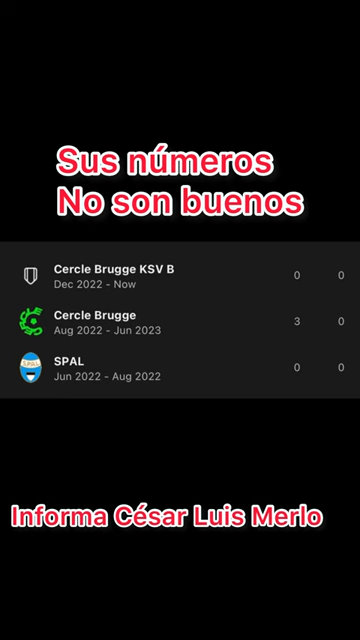 Sus números
No son buenos
Cercle Brugge KSV B
0 0
Dec 2022 - Now
Cercle Brugge
3 0
Aug 2022 - Jun 2023
SPAL
0 0
Jun 2022 - Aug 2022
Informa César Luis Merlo